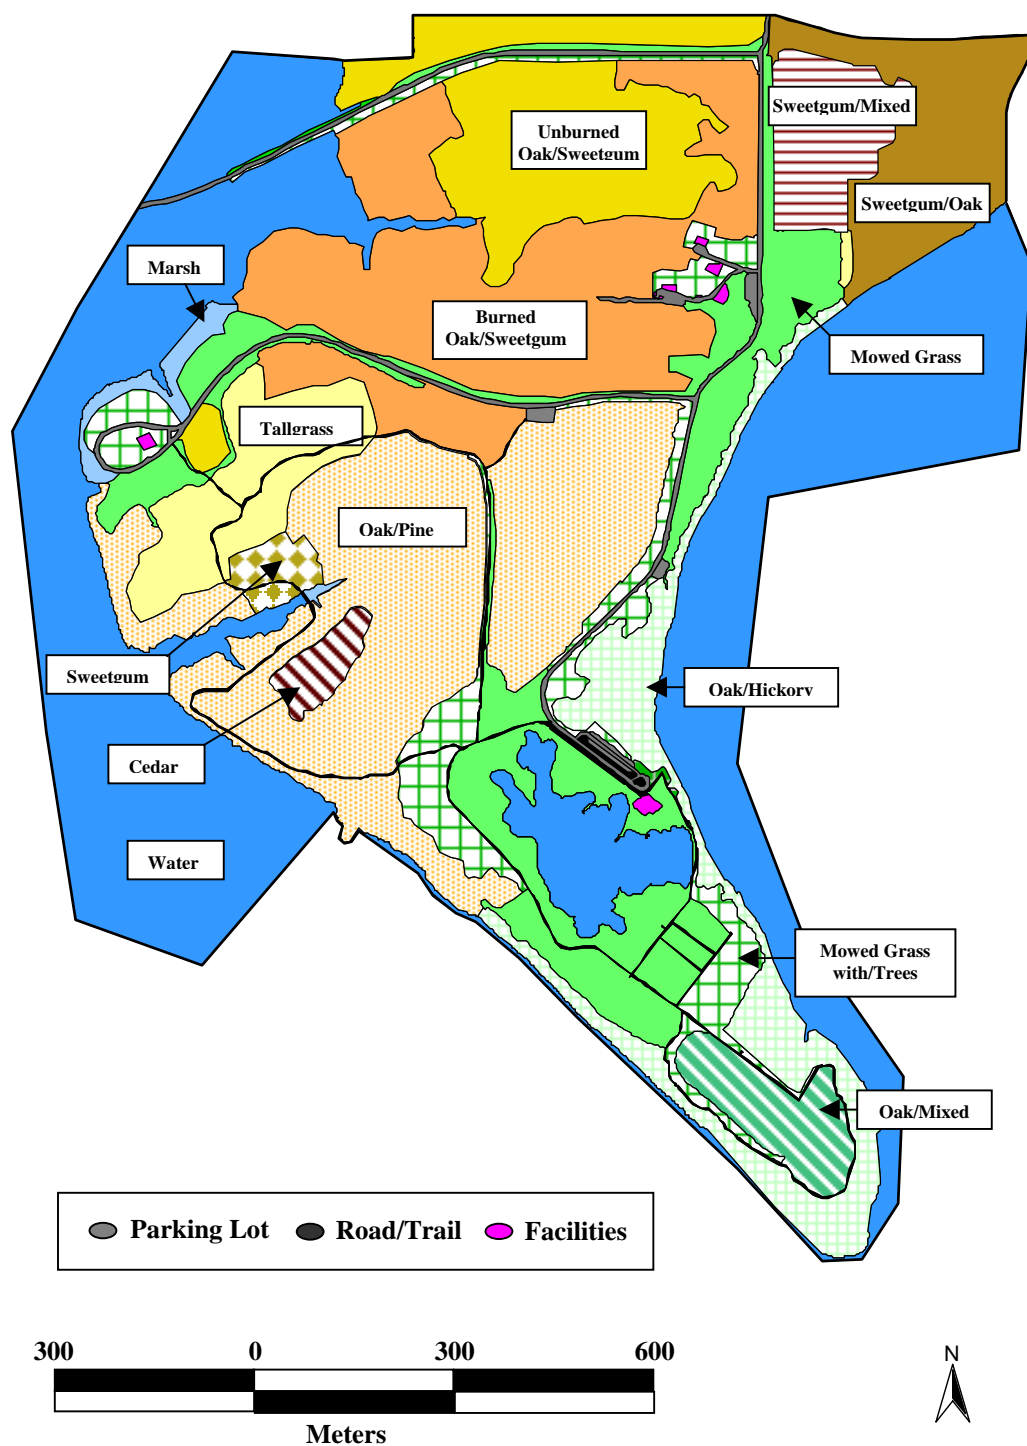 Sweetgum/Mixed
Unburned
Oak/Sweetgum
Sweetgum/Oak
Marsh
Burned
Oak/Sweetgum
Mowed Grass
Tallgrass
Oak/Pine
Sweetgum
Oak/Hickory
Cedar
Water
Mowed Grass
with/Trees
Oak/Mixed
Parking Lot Road/Trail Facilities
300 0 300 600
Meters
N